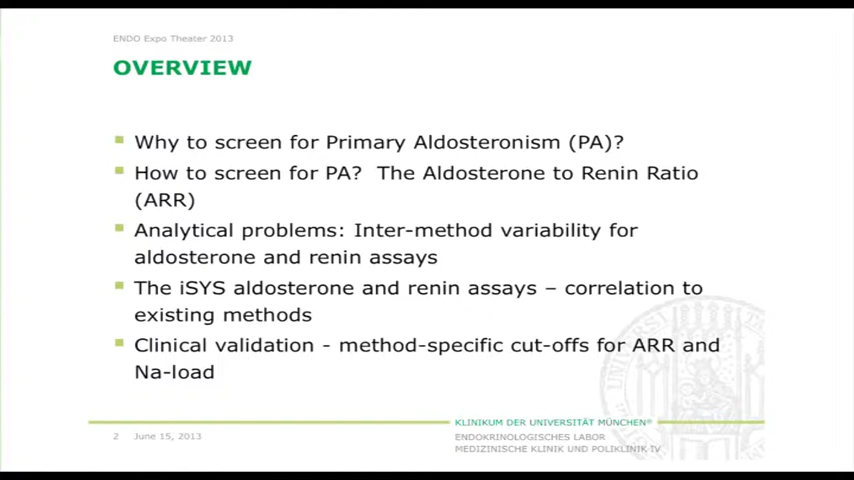 ENDO Expo Theater 2013
OVERVIEW
Why to screen for Primary Aldosteronism (PA)?
How to screen for PA? The Aldosterone to Renin Ratio
(ARR)
Analytical problems: Inter-method variability for
aldosterone and renin assays
The iSYS aldosterone and renin assays – correlation to
existing methods
Clinical validation - method-specific cut-offs for ARR and
Na-load
KLINIKUM DER UNIVERSITÄT MÜNCHEN®
2 June 15, 2013
ENDOKRINOLOGISCHES LABOR
MEDIZINISCHE KLINIK UND POLIKLINIK IV